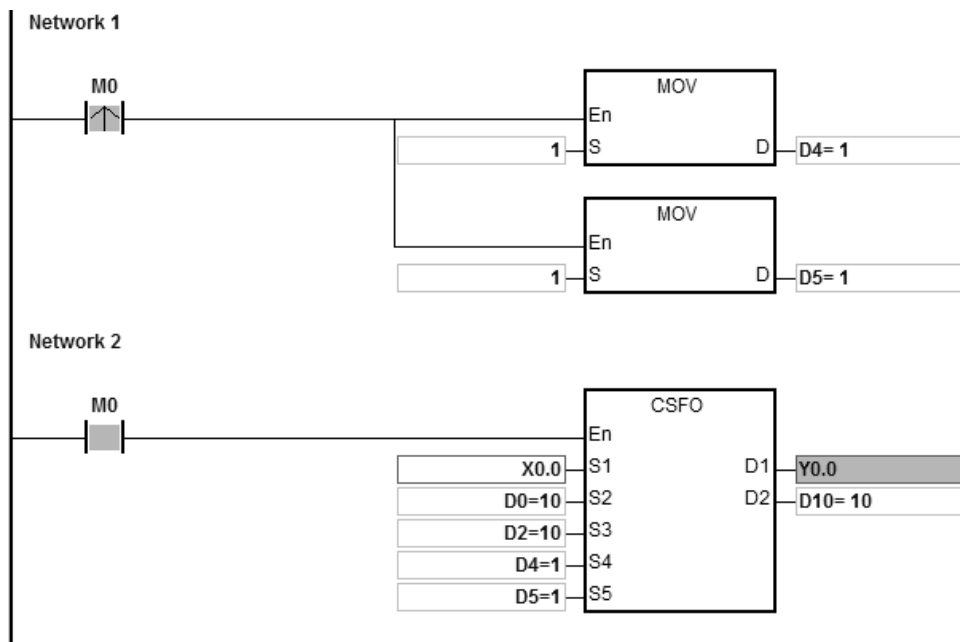 Network 1
M0
MOV
En
1 S D D4= 1
MOV
En
1 S D D5= 1
Network 2
M0
CSFO
En
X0.0 S1 D1 Y0.0
D0=10 S2 D2 D10= 10
D2=10 S3
D4=1 S4
D5=1 S5